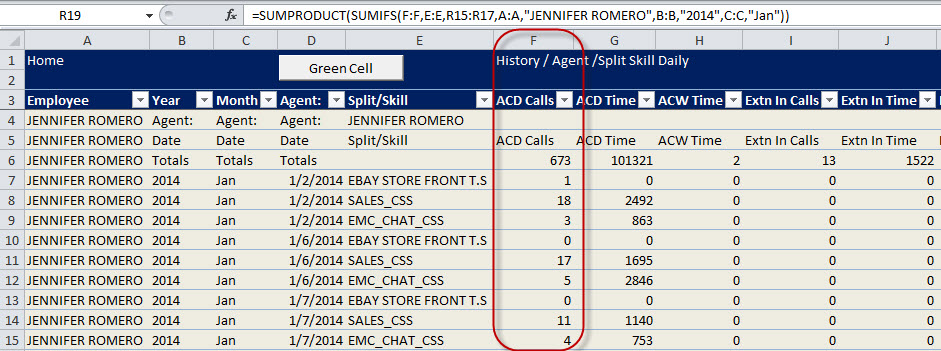 R19 fx =SUMPRODUCT(SUMIFS(F:F,E:E,R15:R17,A:A,"JENNIFER ROMERO",B:B,"2014",C:C,"Jan"))
A B C D E F G H I J
1 Home Green Cell History / Agent /Split Skill Daily
2
3 Employee Year Month Agent: Split/Skill ACD Calls ACD Time ACW Time Extn In Calls Extn In Time
4 JENNIFER ROMERO Agent: Agent: Agent: JENNIFER ROMERO
5 JENNIFER ROMERO Date Date Date Split/Skill ACD Calls ACD Time ACW Time Extn In Calls Extn In Time
6 JENNIFER ROMERO Totals Totals Totals 673 101321 2 13 1522
7 JENNIFER ROMERO 2014 Jan 1/2/2014 EBAY STORE FRONT T.S 1 0 0 0 0
8 JENNIFER ROMERO 2014 Jan 1/2/2014 SALES_CSS 18 2492 0 0 0
9 JENNIFER ROMERO 2014 Jan 1/2/2014 EMC_CHAT_CSS 3 863 0 0 0
10 JENNIFER ROMERO 2014 Jan 1/6/2014 EBAY STORE FRONT T.S 0 0 0 0 0
11 JENNIFER ROMERO 2014 Jan 1/6/2014 SALES_CSS 17 1695 0 0 0
12 JENNIFER ROMERO 2014 Jan 1/6/2014 EMC_CHAT_CSS 5 2846 0 0 0
13 JENNIFER ROMERO 2014 Jan 1/7/2014 EBAY STORE FRONT T.S 0 0 0 0 0
14 JENNIFER ROMERO 2014 Jan 1/7/2014 SALES_CSS 11 1140 0 0 0
15 JENNIFER ROMERO 2014 Jan 1/7/2014 EMC_CHAT_CSS 4 753 0 0 0